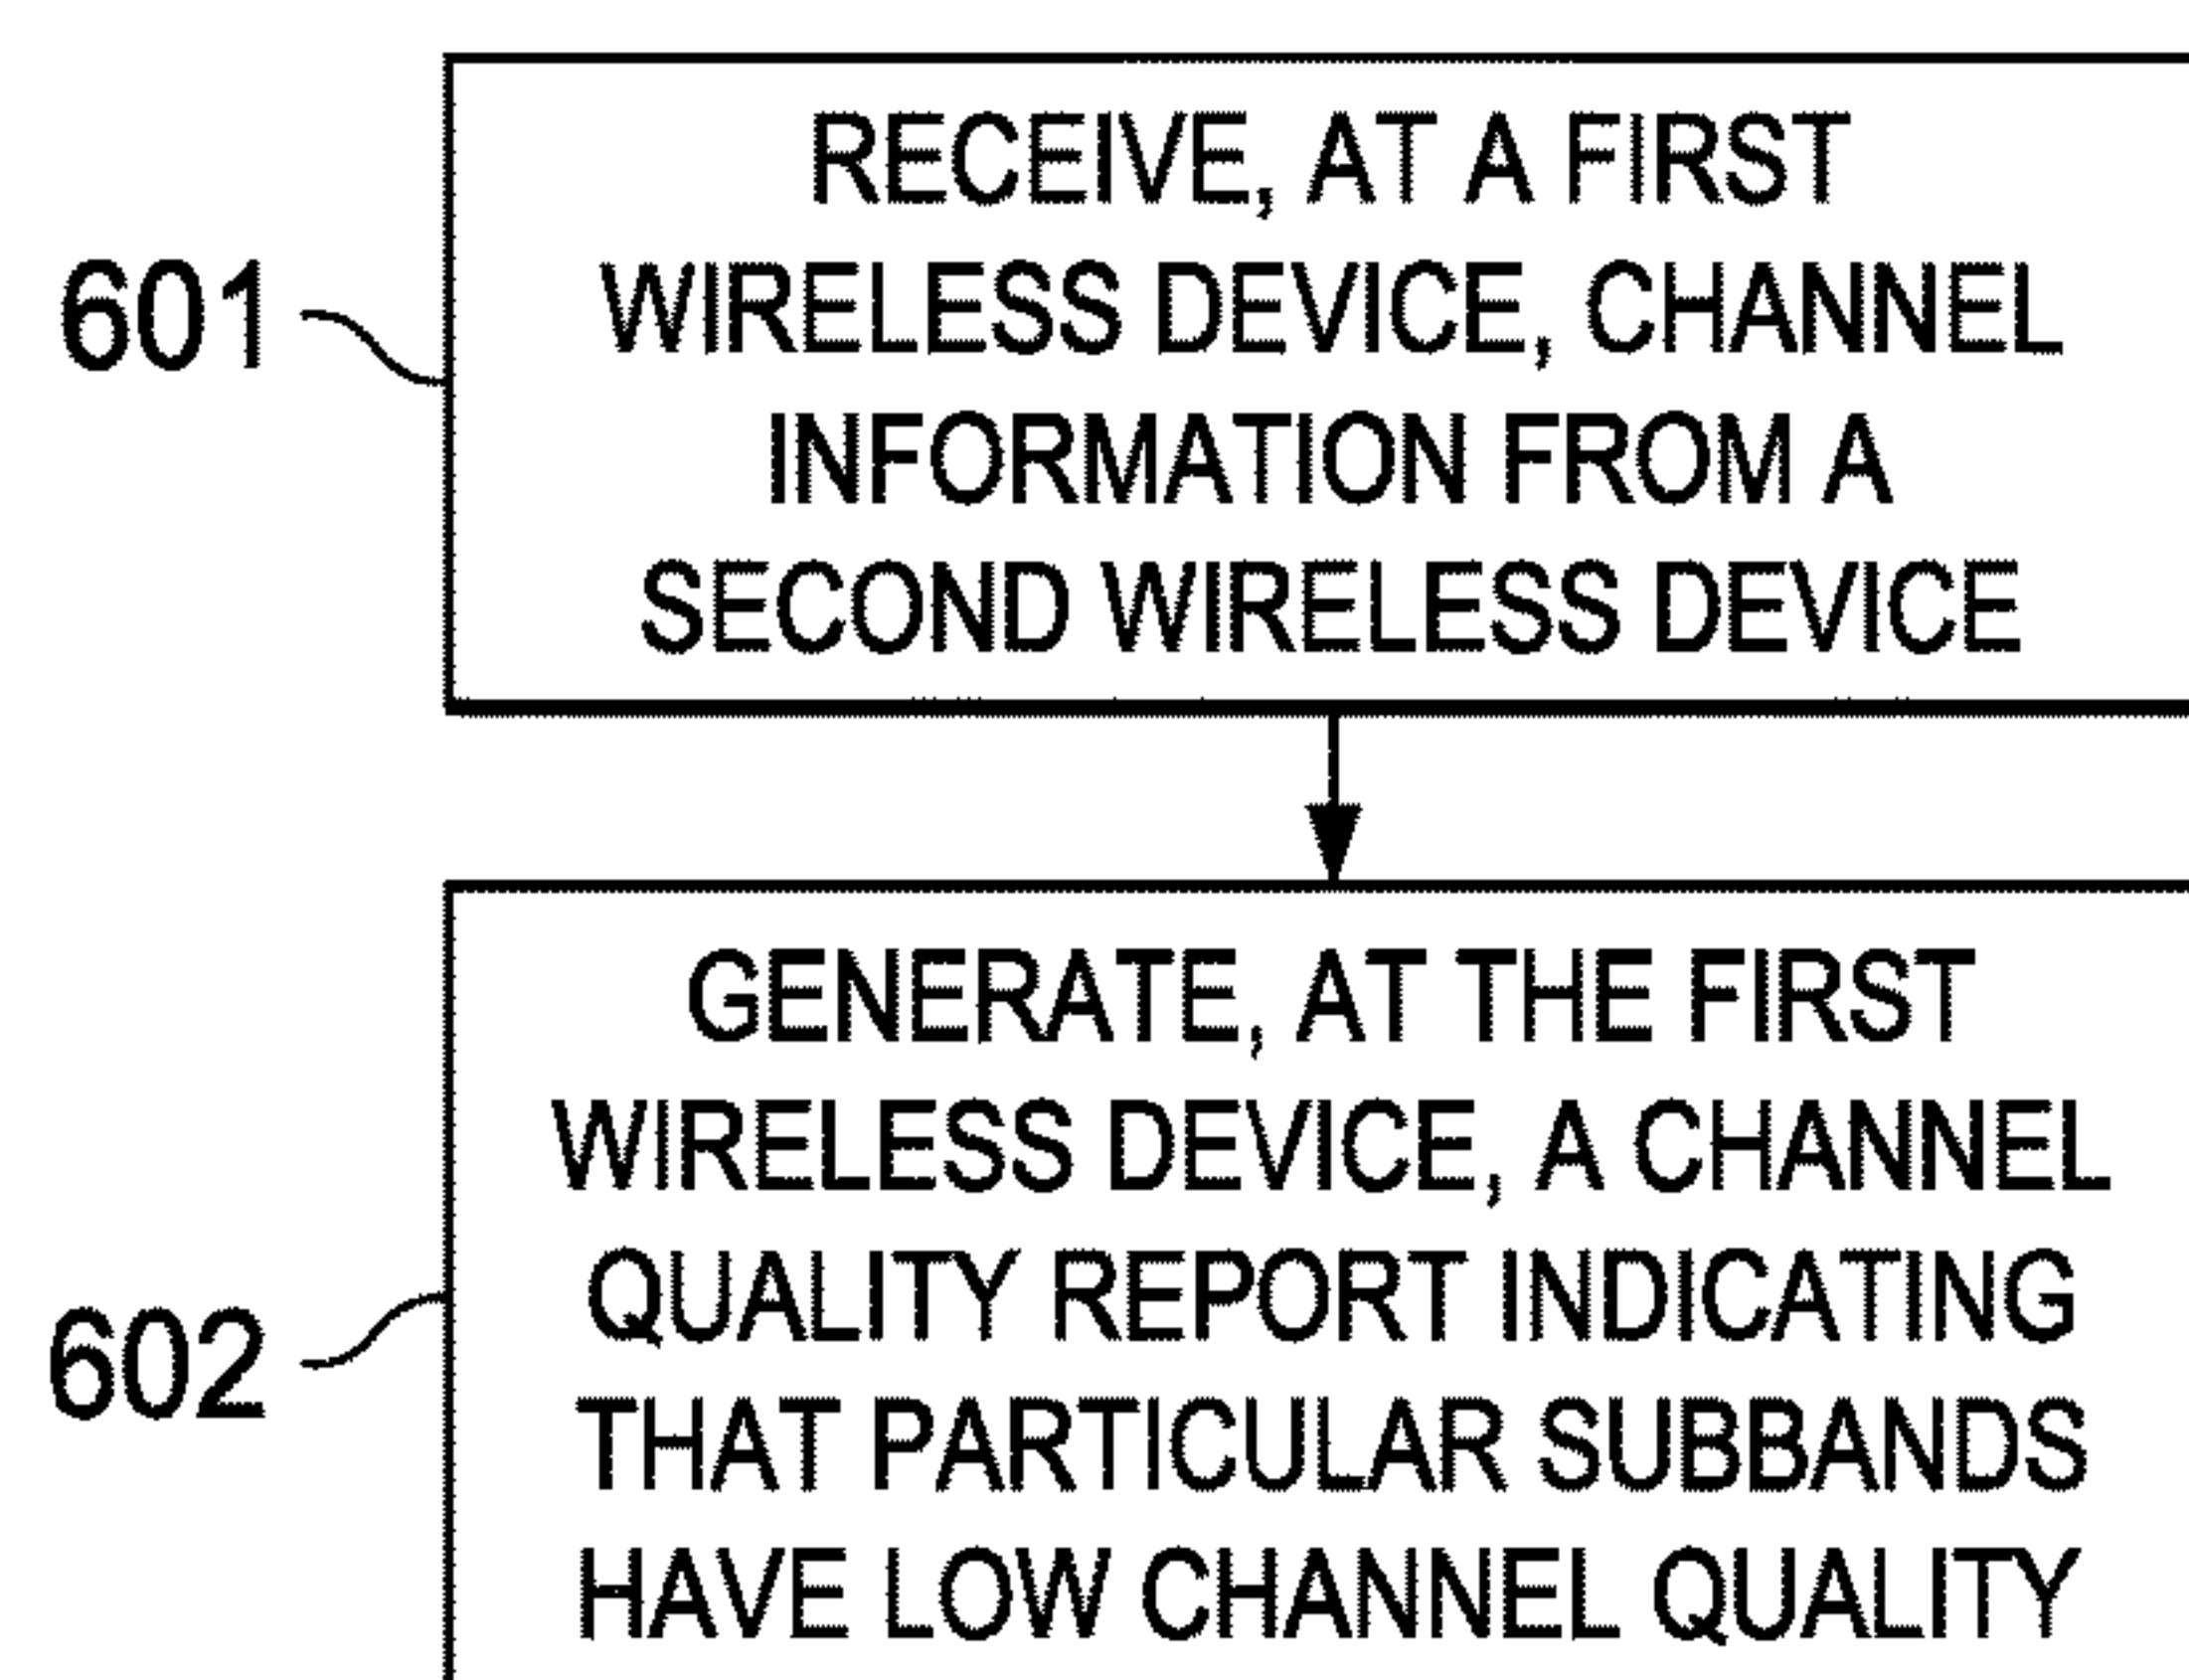 601
RECEIVE, AT A FIRST
WIRELESS DEVICE, CHANNEL
INFORMATION FROM A
SECOND WIRELESS DEVICE
602
GENERATE, AT THE FIRST
WIRELESS DEVICE, A CHANNEL
QUALITY REPORT INDICATING
THAT PARTICULAR SUBBANDS
HAVE LOW CHANNEL QUALITY